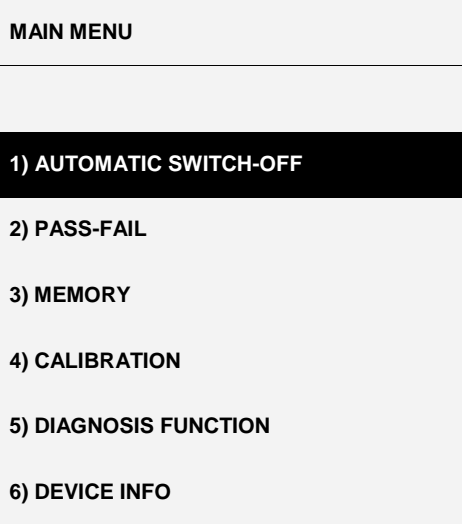 MAIN MENU
1) AUTOMATIC SWITCH-OFF
2) PASS-FAIL
3) MEMORY
4) CALIBRATION
5) DIAGNOSIS FUNCTION
6) DEVICE INFO